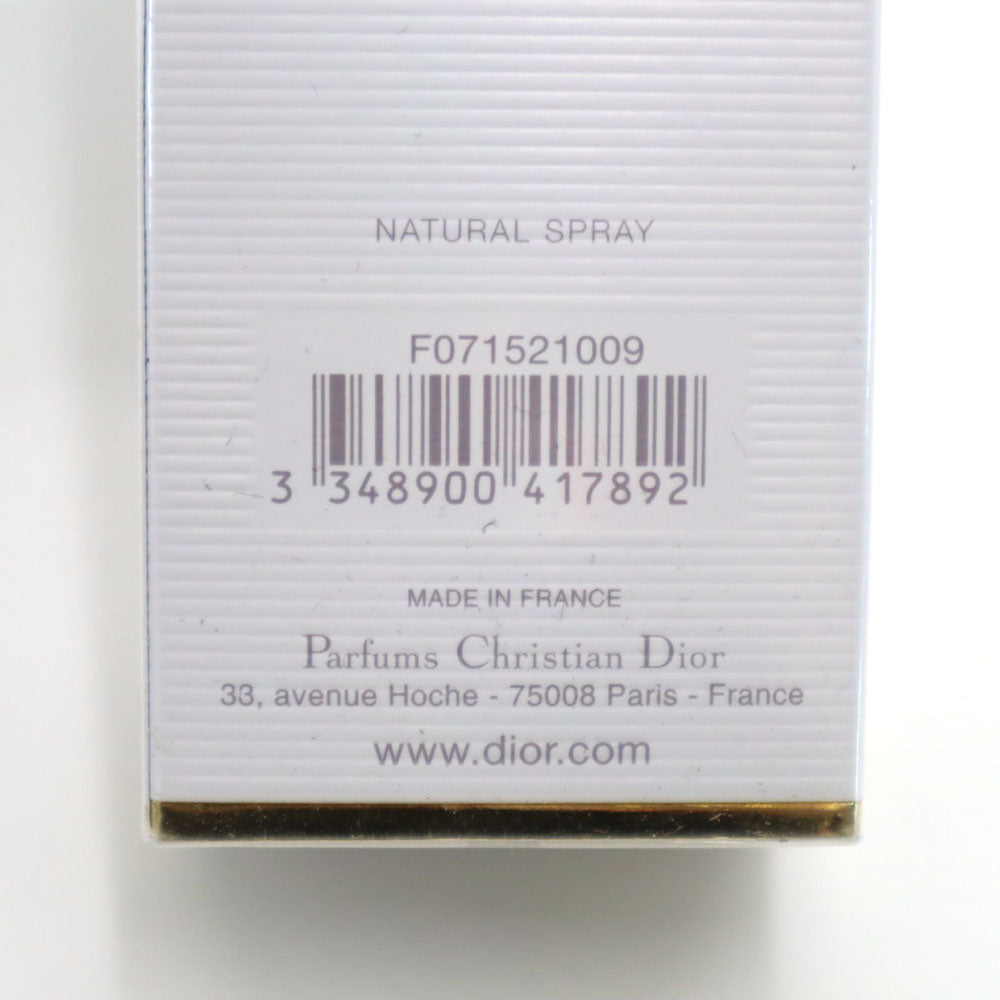 NATURAL SPRAY
F071521009
3 348900 417892
MADE IN FRANCE
Parfums Christian Dior
33, avenue Hoche - 75008 Paris - France
www.dior.com